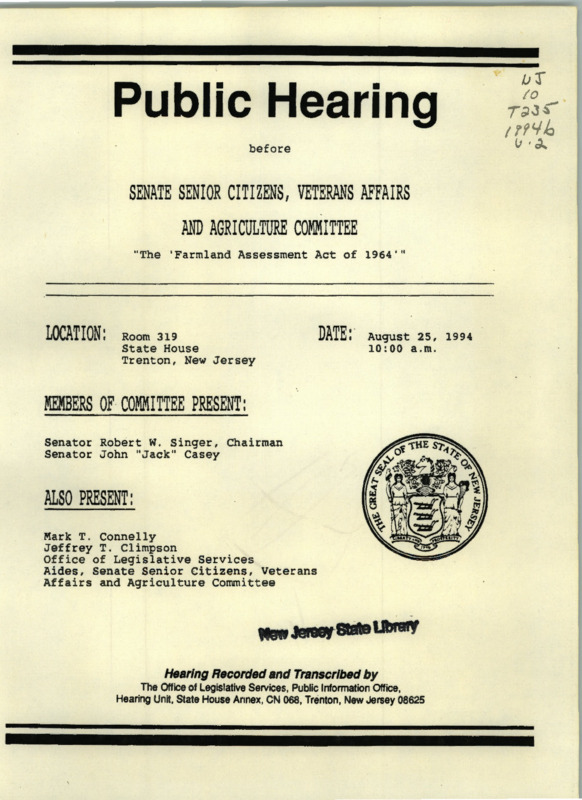 Public Hearing
NJ
10
T235
1994b
v.2
before
SENATE SENIOR CITIZENS, VETERANS AFFAIRS
AND AGRICULTURE COMMITTEE
"The 'Farmland Assessment Act of 1964'"
LOCATION: Room 319
State House
Trenton, New Jersey
DATE: August 25, 1994
10:00 a.m.
MEMBERS OF COMMITTEE PRESENT:
Senator Robert W. Singer, Chairman
Senator John "Jack" Casey
THE GREAT SEAL OF THE STATE OF NEW JERSEY
ALSO PRESENT:
Mark T. Connelly
Jeffrey T. Climpson
Office of Legislative Services
Aides, Senate Senior Citizens, Veterans
Affairs and Agriculture Committee
New Jersey State Library
Hearing Recorded and Transcribed by
The Office of Legislative Services, Public Information Office,
Hearing Unit, State House Annex, CN 068, Trenton, New Jersey 08625